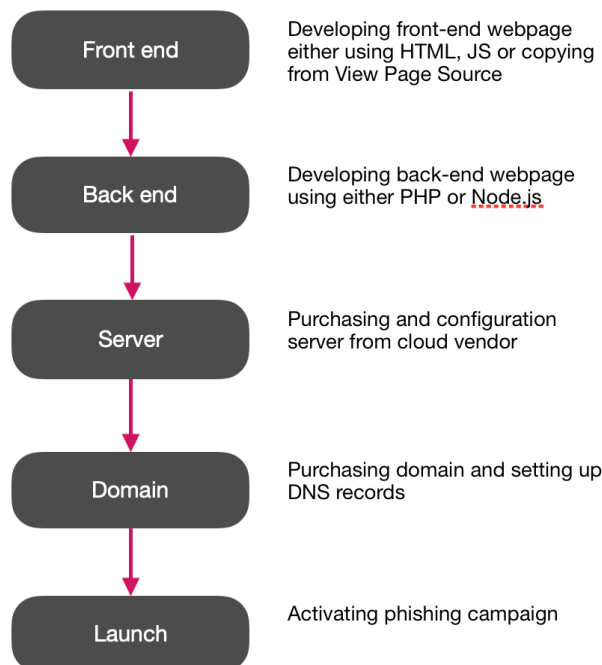 Front end
Developing front-end webpage
either using HTML, JS or copying
from View Page Source
Back end
Developing back-end webpage
using either PHP or Node.js
Server
Purchasing and configuration
server from cloud vendor
Domain
Purchasing domain and setting up
DNS records
Launch
Activating phishing campaign